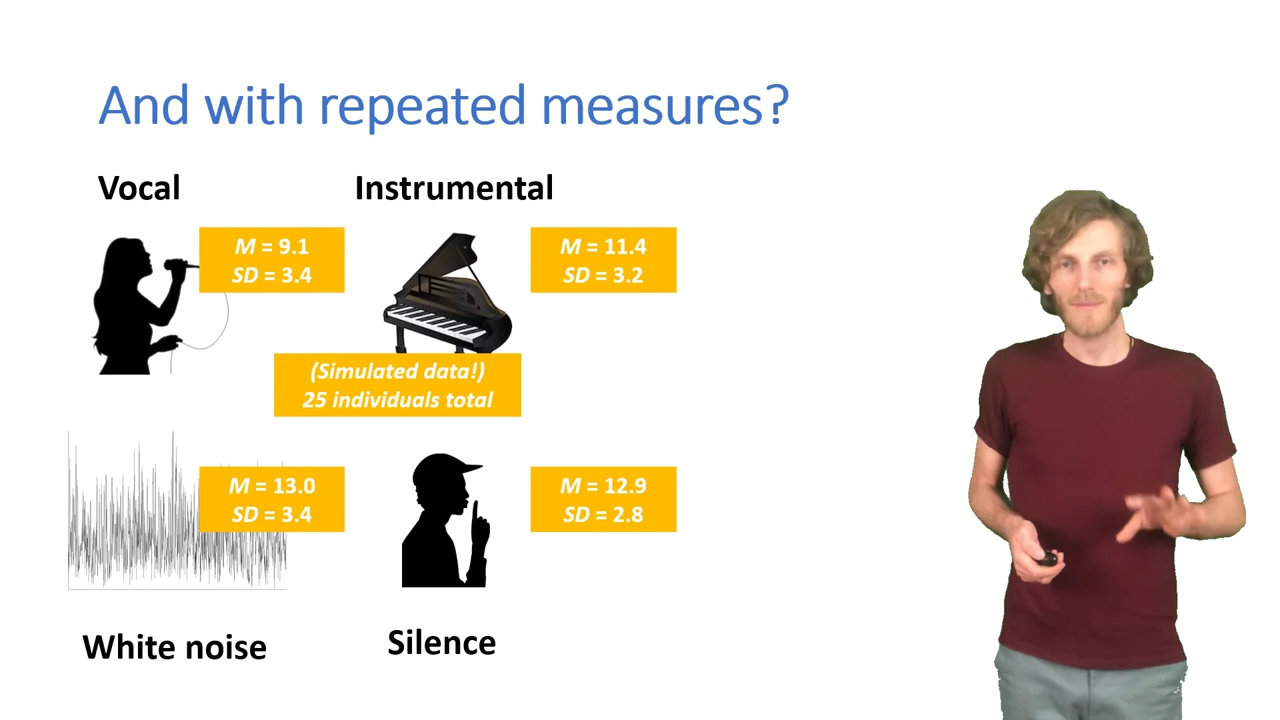 And with repeated measures?
Vocal
Instrumental
M = 9.1
SD = 3.4
M = 11.4
SD = 3.2
(Simulated data!)
25 individuals total
M = 13.0
SD = 3.4
M = 12.9
SD = 2.8
White noise
Silence